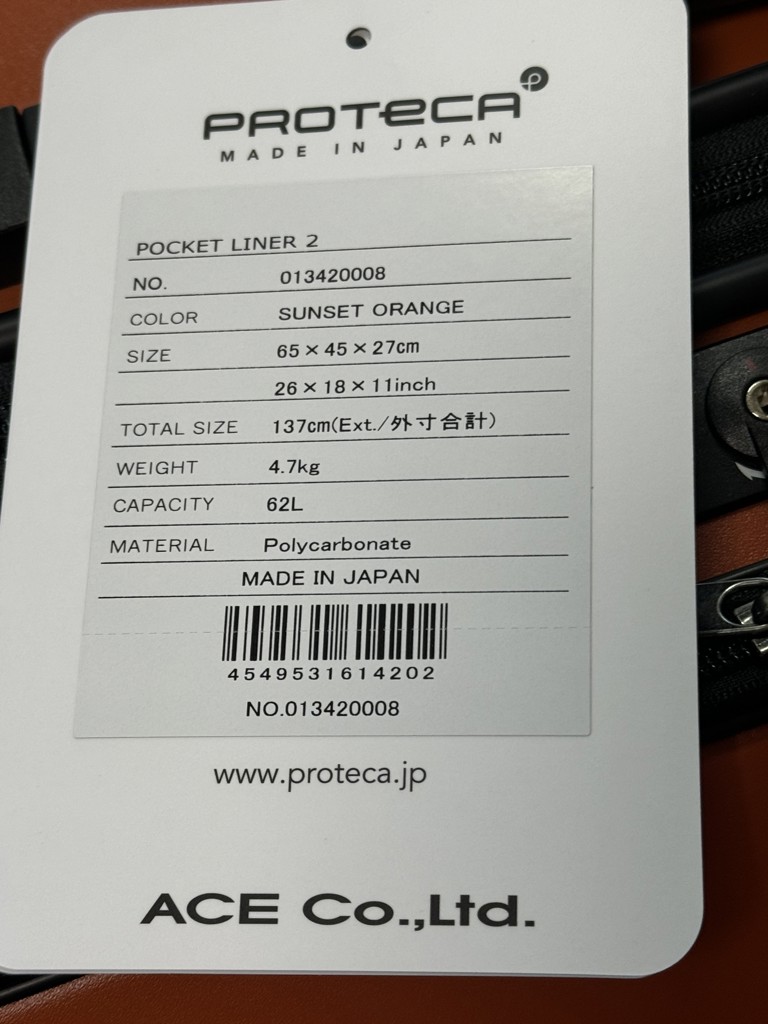 PROTeCA
MADE IN JAPAN
POCKET LINER 2
NO. 013420008
COLOR SUNSET ORANGE
SIZE 65×45×27cm
26×18×11inch
TOTAL SIZE 137cm(Ext./外寸合計)
WEIGHT 4.7kg
CAPACITY 62L
MATERIAL Polycarbonate
MADE IN JAPAN
4549531614202
NO.013420008
www.proteca.jp
ACE Co.,Ltd.